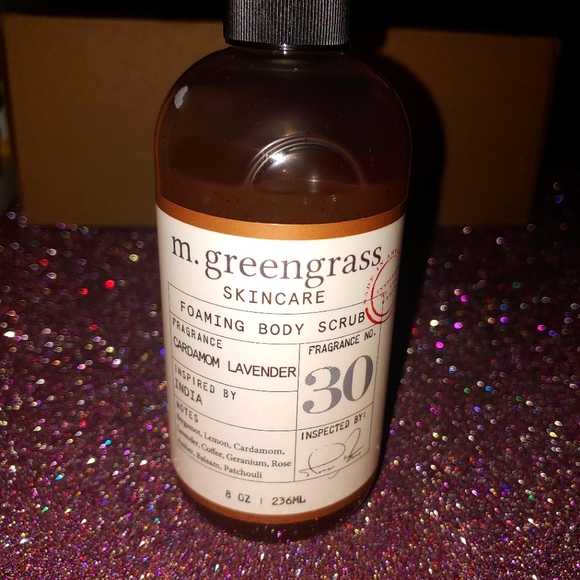 m. greengrass
SKINCARE
FOAMING BODY SCRUB
FRAGRANCE
CARDAMOM LAVENDER
FRAGRANCE NO.
30
INSPIRED BY
INDIA
INSPECTED BY:
NOTES
Bergamot, Lemon, Cardamom,
Lavender, Coffee, Geranium, Rose
Amber, Balsam, Patchouli
8 OZ | 236ML